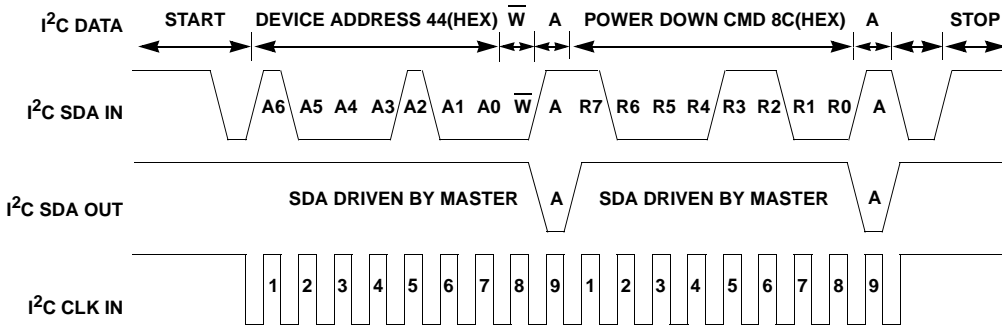 I²C DATA START DEVICE ADDRESS 44(HEX) W̅ A POWER DOWN CMD 8C(HEX) A STOP
I²C SDA IN A6 A5 A4 A3 A2 A1 A0 W̅ A R7 R6 R5 R4 R3 R2 R1 R0 A
I²C SDA OUT SDA DRIVEN BY MASTER A SDA DRIVEN BY MASTER A
I²C CLK IN 1 2 3 4 5 6 7 8 9 1 2 3 4 5 6 7 8 9